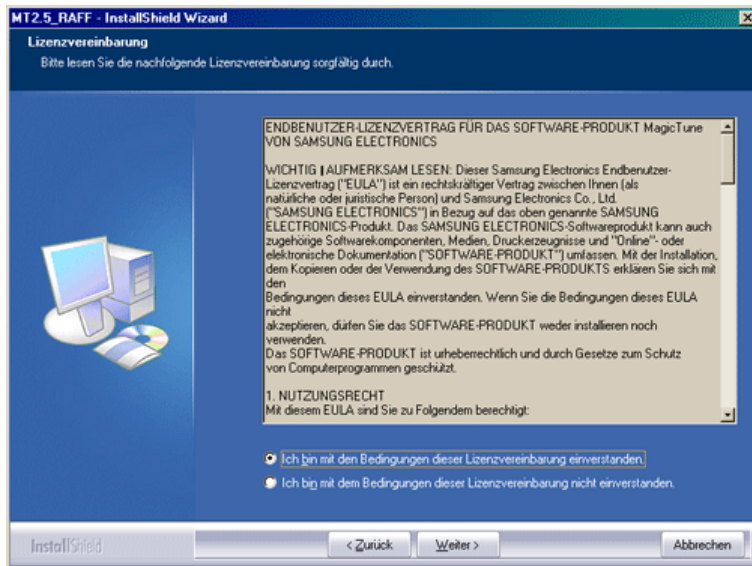 MT2.5_RAFF - InstallShield Wizard
Lizenzvereinbarung
Bitte lesen Sie die nachfolgende Lizenzvereinbarung sorgfältig durch.
ENDBENUTZER-LIZENZVERTRAG FÜR DAS SOFTWARE-PRODUKT MagicTune
VON SAMSUNG ELECTRONICS
WICHTIG | AUFMERKSAM LESEN: Dieser Samsung Electronics Endbenutzer-
Lizenzvertrag ("EULA") ist ein rechtskräftiger Vertrag zwischen Ihnen (als
natürliche oder juristische Person) und Samsung Electronics Co., Ltd.
("SAMSUNG ELECTRONICS") in Bezug auf das oben genannte SAMSUNG
ELECTRONICS-Produkt. Das SAMSUNG ELECTRONICS-Softwareprodukt kann auch
zugehörige Softwarekomponenten, Medien, Druckerzeugnisse und "Online"- oder
elektronische Dokumentation ("SOFTWARE-PRODUKT") umfassen. Mit der Installation,
dem Kopieren oder der Verwendung des SOFTWARE-PRODUKTS erklären Sie sich mit
den
Bedingungen dieses EULA einverstanden. Wenn Sie die Bedingungen dieses EULA
nicht
akzeptieren, dürfen Sie das SOFTWARE-PRODUKT weder installieren noch
verwenden.
Das SOFTWARE-PRODUKT ist urheberrechtlich und durch Gesetze zum Schutz
von Computerprogrammen geschützt.
1. NUTZUNGSRECHT
Mit diesem EULA sind Sie zu Folgendem berechtigt:
Ich bin mit den Bedingungen dieser Lizenzvereinbarung einverstanden.
Ich bin mit dem Bedingungen dieser Lizenzvereinbarung nicht einverstanden.
InstallShield
< Zurück
Weiter >
Abbrechen